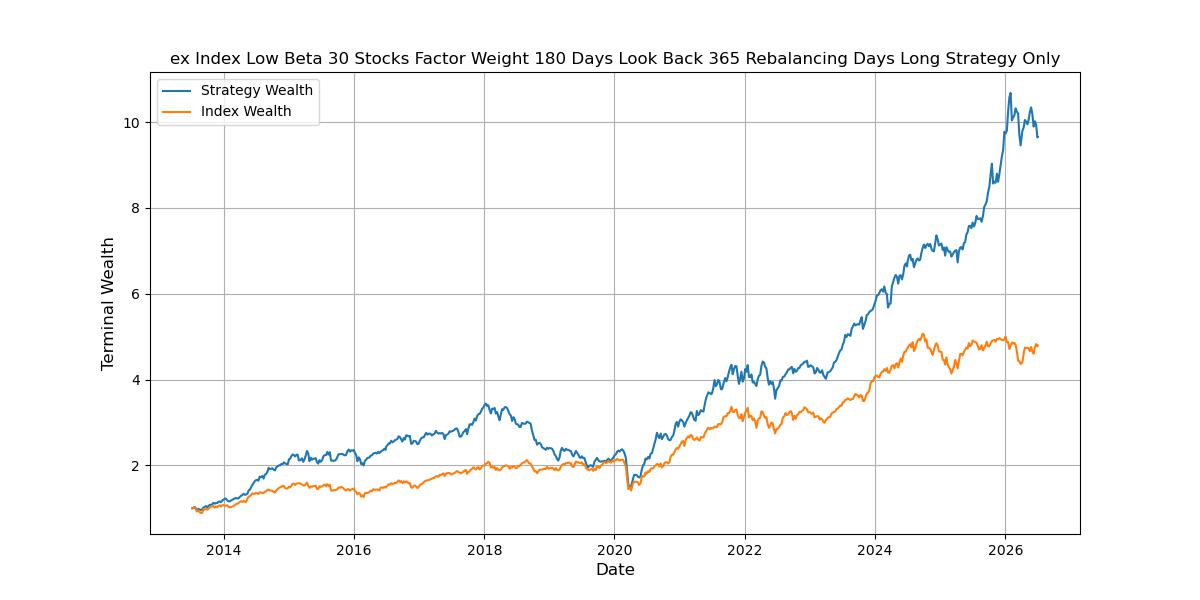 ex Index Low Beta 30 Stocks Factor Weight 180 Days Look Back 365 Rebalancing Days Long Strategy Only
Strategy Wealth
Index Wealth
Terminal Wealth
10
8
6
4
2
2014 2016 2018 2020 2022 2024 2026
Date